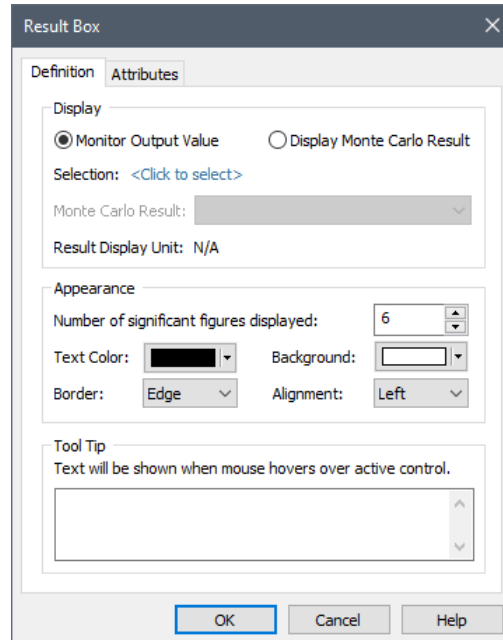 Result Box
Definition Attributes
Display
Monitor Output Value Display Monte Carlo Result
Selection: <Click to select>
Monte Carlo Result:
Result Display Unit: N/A
Appearance
Number of significant figures displayed: 6
Text Color: Background:
Border: Edge Alignment: Left
Tool Tip
Text will be shown when mouse hovers over active control.
OK Cancel Help